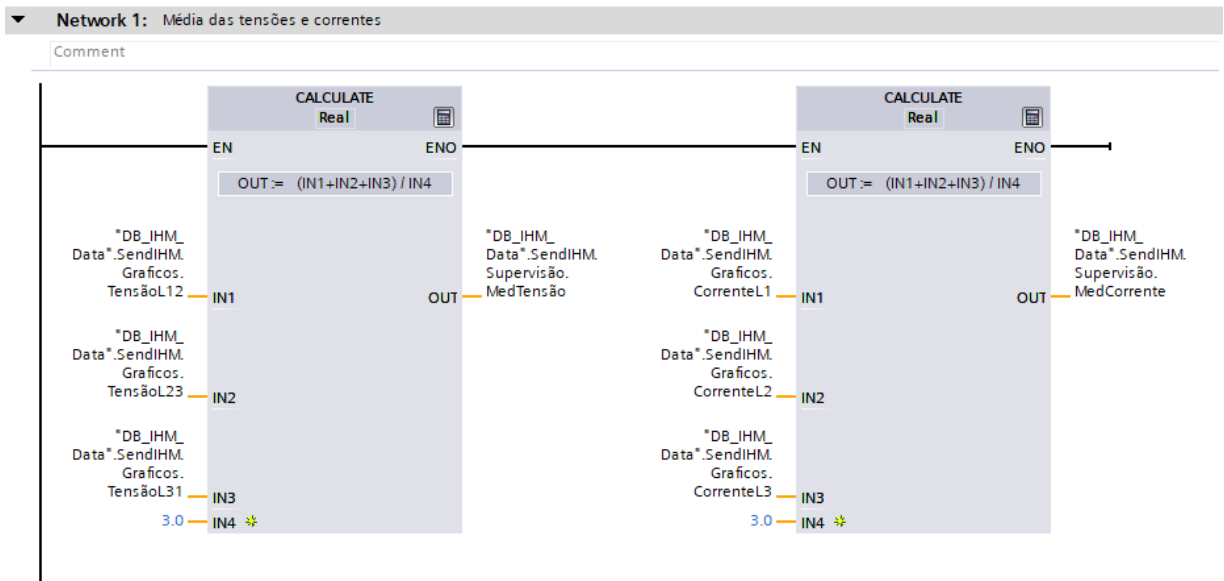 Network 1: Média das tensões e correntes
Comment
CALCULATE
Real
EN
ENO
OUT := (IN1+IN2+IN3) / IN4
"DB_IHM_
Data".SendIHM.
Graficos.
TensãoL12
IN1
"DB_IHM_
Data".SendIHM.
Supervisão.
MedTensão
OUT
"DB_IHM_
Data".SendIHM.
Graficos.
TensãoL23
IN2
"DB_IHM_
Data".SendIHM.
Graficos.
TensãoL31
IN3
3.0
IN4
CALCULATE
Real
EN
ENO
OUT := (IN1+IN2+IN3) / IN4
"DB_IHM_
Data".SendIHM.
Graficos.
CorrenteL1
IN1
"DB_IHM_
Data".SendIHM.
Supervisão.
MedCorrente
OUT
"DB_IHM_
Data".SendIHM.
Graficos.
CorrenteL2
IN2
"DB_IHM_
Data".SendIHM.
Graficos.
CorrenteL3
IN3
3.0
IN4